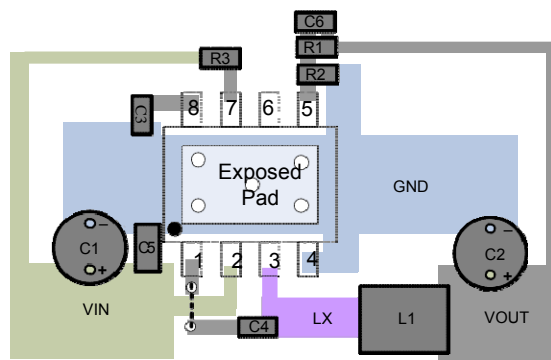 C6
R1
R3
R2
8 7 6 5
C3
Exposed
Pad
GND
C1
−
+
C5
C2
−
+
1 2 3 4
VIN
C4
LX
L1
VOUT